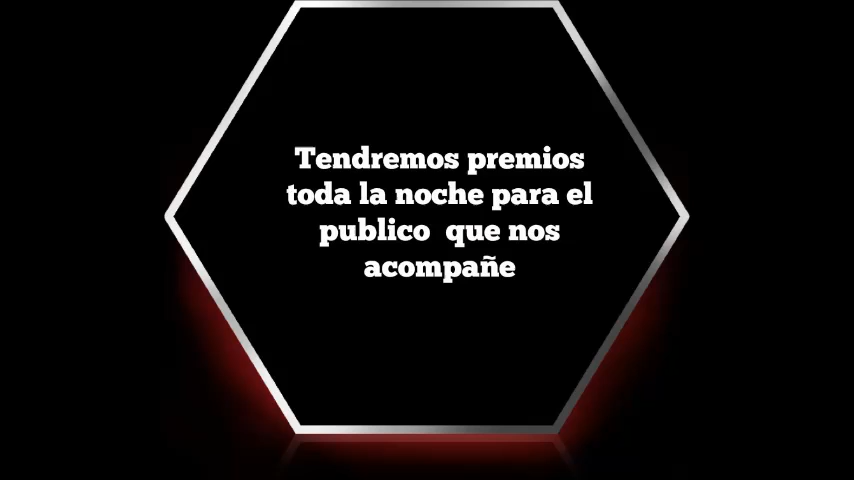 Tendremos premios
toda la noche para el
publico  que nos
acompañe